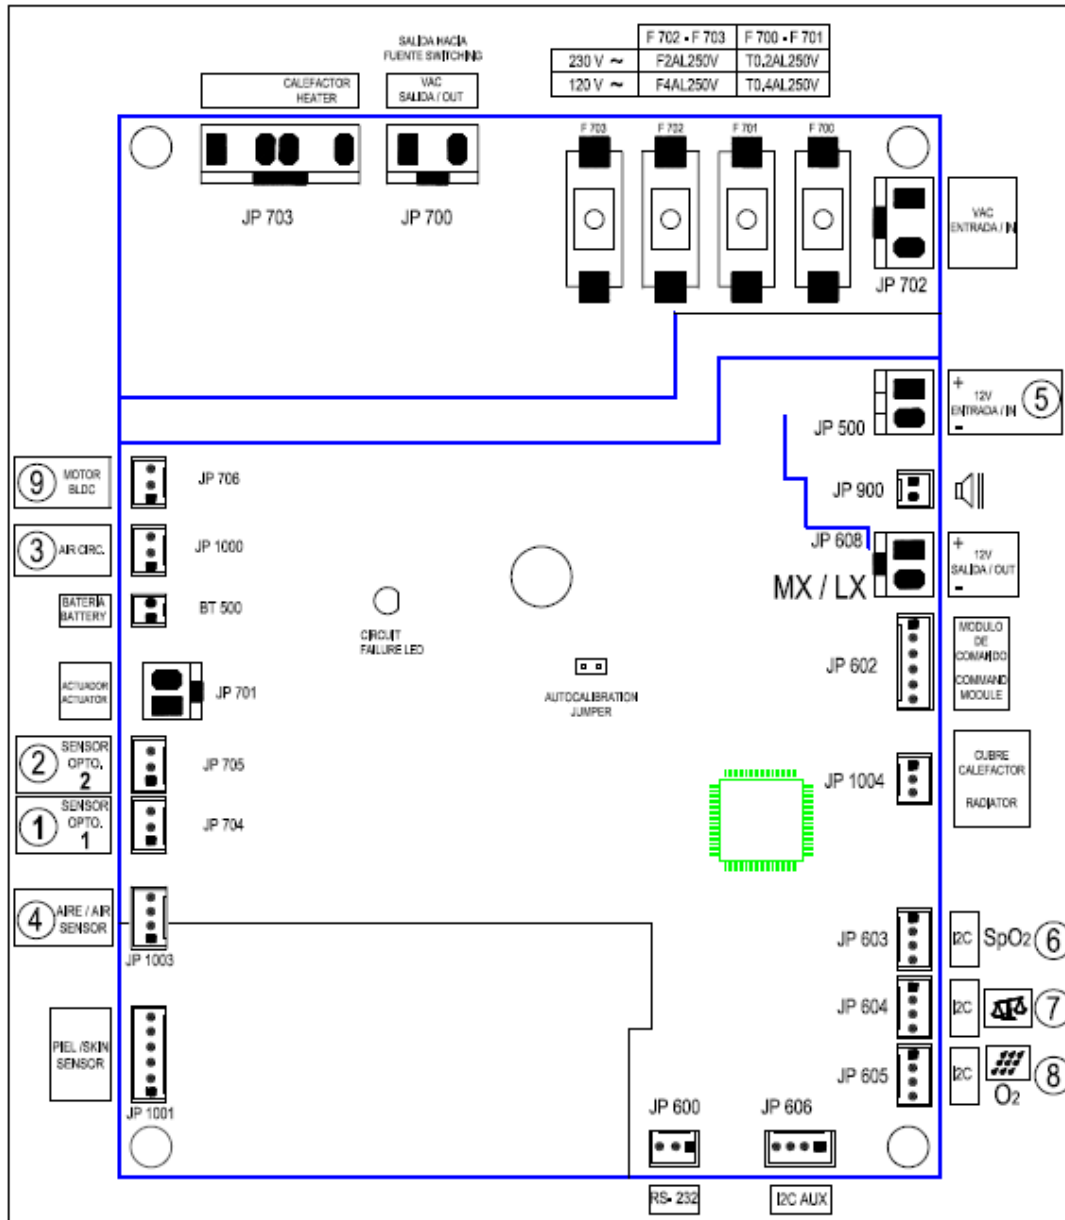 SALIDA HACÍA
FUENTE SWITCHING
F 702 - F 703 F 700 - F 701
230 V ~ F2AL250V T0.2AL250V
120 V ~ F4AL250V T0.4AL250V
CALEFACTOR
HEATER
VAC
SALIDA / OUT
F 703 F 702 F 701 F 700
JP 703
JP 700
VAC
ENTRADA / IN
JP 702
+
12V
ENTRADA / IN
-
5
JP 500
9
MOTOR
BLDC
JP 706
JP 900
3
AIR CIRC.
JP 1000
JP 608
+
12V
SALIDA / OUT
-
MX / LX
BATERÍA
BATTERY
BT 500
CIRCUIT
FAILURE LED
MODULO
DE
COMANDO
COMMAND
MODULE
JP 602
ACTUADOR
ACTUATOR
JP 701
AUTOCALIBRATION
JUMPER
2
SENSOR
OPTO.
2
JP 705
CUBRE
CALEFACTOR
RADIATOR
JP 1004
1
SENSOR
OPTO.
1
JP 704
4
AIRE / AIR
SENSOR
JP 1003
JP 603
I2C
SpO2
6
JP 604
I2C
7
PIEL /SKIN
SENSOR
JP 1001
JP 605
I2C
O2
8
JP 600
JP 606
RS- 232
I2C AUX